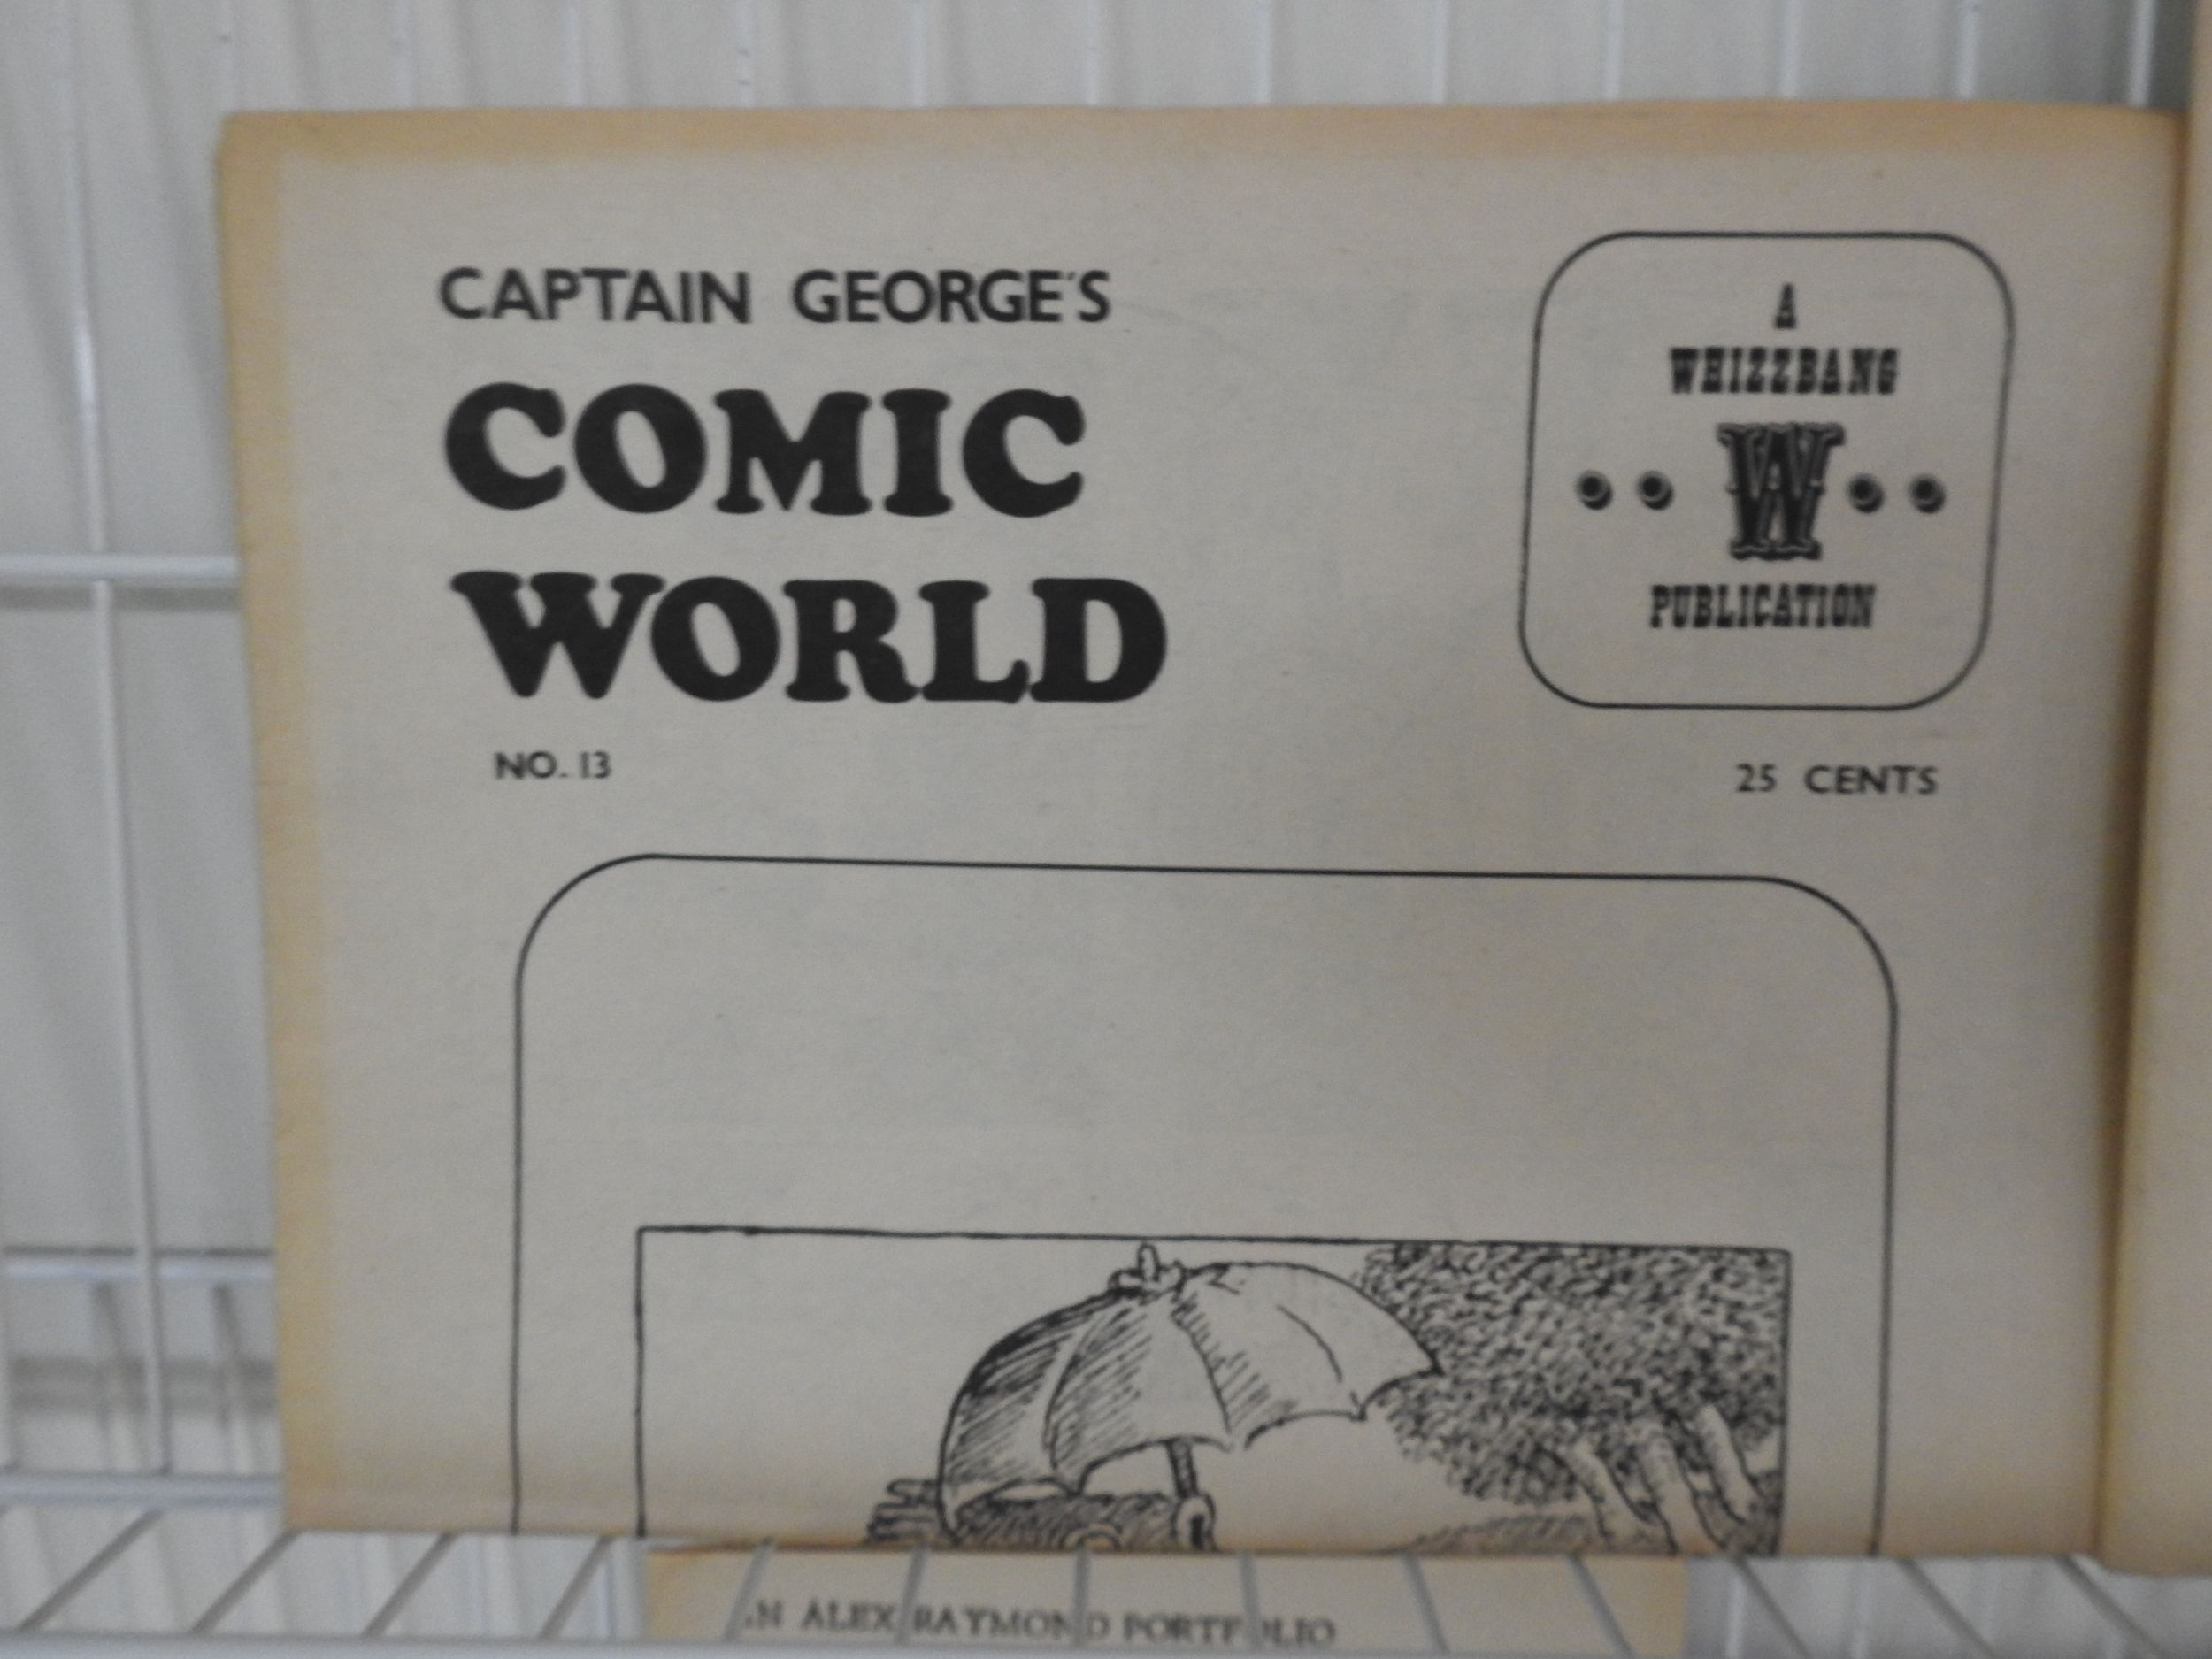 CAPTAIN GEORGE'S
COMIC
WORLD
NO. 13
A
WHIZZBANG
W
PUBLICATION
25 CENTS
AN ALEX RAYMOND PORTFOLIO